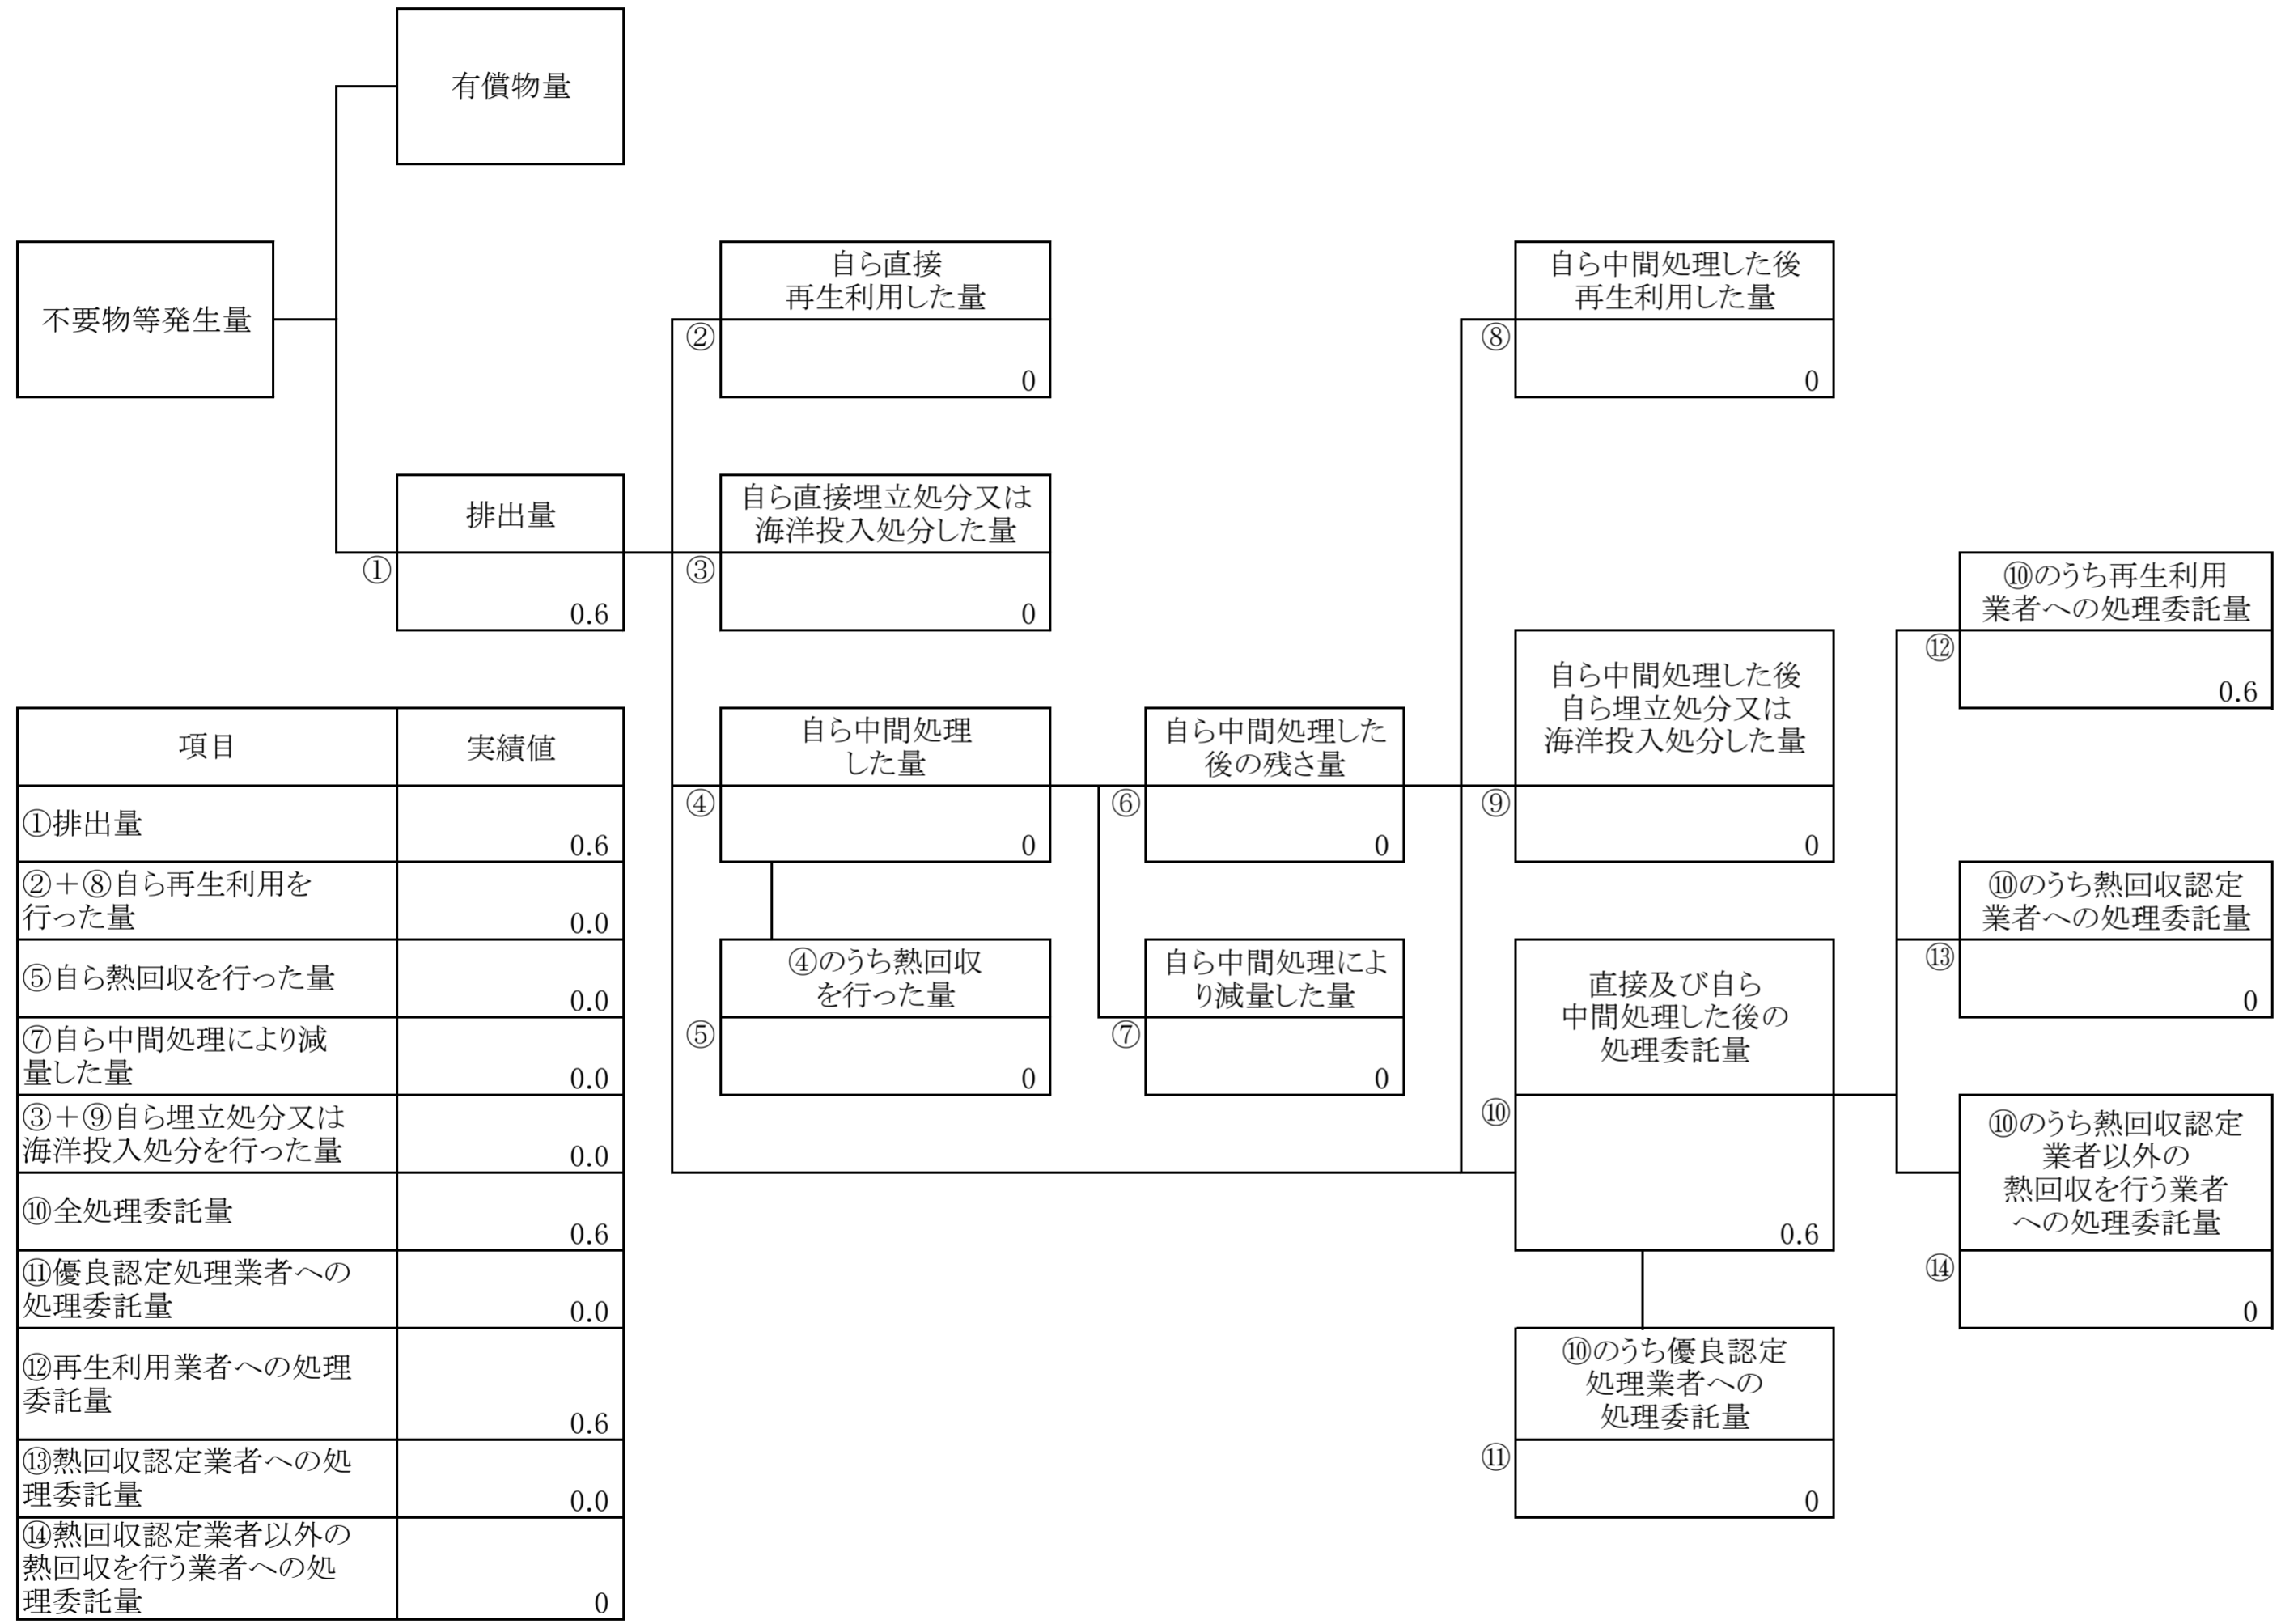 有償物量
不要物等発生量
自ら直接
再生利用した量
②
0
自ら中間処理した後
再生利用した量
⑧
0
排出量
①
0.6
自ら直接埋立処分又は
海洋投入処分した量
③
0
⑩のうち再生利用
業者への処理委託量
⑫
0.6
自ら中間処理
した量
④
0
自ら中間処理した
後の残さ量
⑥
0
自ら中間処理した後
自ら埋立処分又は
海洋投入処分した量
⑨
0
⑩のうち熱回収認定
業者への処理委託量
⑬
0
④のうち熱回収
を行った量
⑤
0
自ら中間処理によ
り減量した量
⑦
0
直接及び自ら
中間処理した後の
処理委託量
⑩
0.6
⑩のうち熱回収認定
業者以外の
熱回収を行う業者
への処理委託量
⑭
0
⑩のうち優良認定
処理業者への
処理委託量
⑪
0
項目 実績値
①排出量
0.6
②+⑧自ら再生利用を
行った量
0.0
⑤自ら熱回収を行った量
0.0
⑦自ら中間処理により減
量した量
0.0
③+⑨自ら埋立処分又は
海洋投入処分を行った量
0.0
⑩全処理委託量
0.6
⑪優良認定処理業者への
処理委託量
0.0
⑫再生利用業者への処理
委託量
0.6
⑬熱回収認定業者への処
理委託量
0.0
⑭熱回収認定業者以外の
熱回収を行う業者への処
理委託量
0